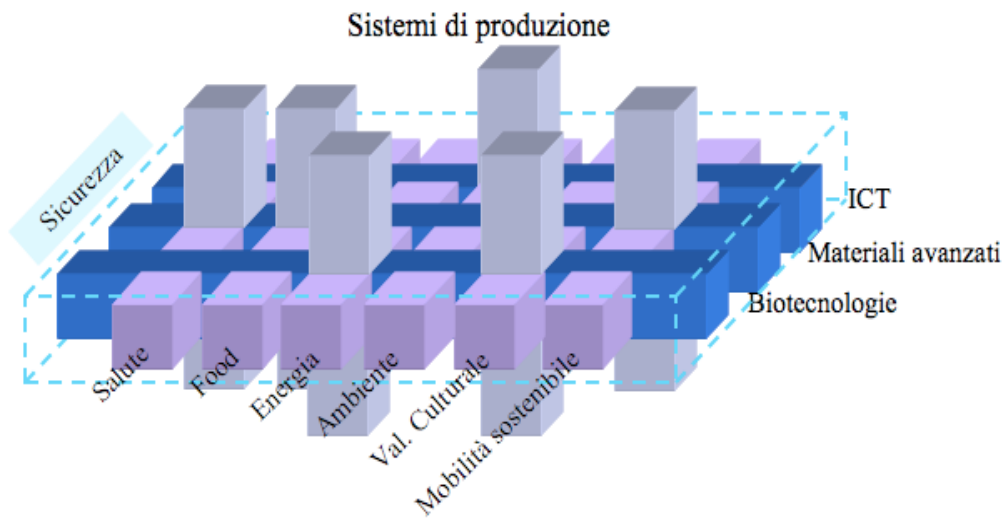 Sistemi di produzione
Sicurezza
ICT
Materiali avanzati
Biotecnologie
Salute
Food
Energia
Ambiente
Val. Culturale
Mobilità sostenibile